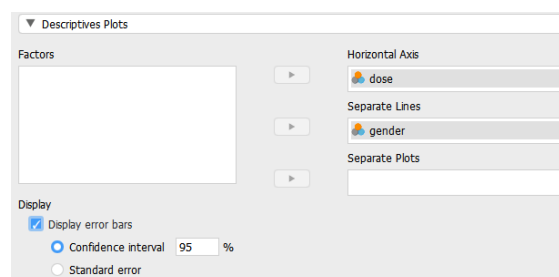 Descriptives Plots
Factors
Horizontal Axis
dose
Separate Lines
gender
Separate Plots
Display
Display error bars
Confidence interval 95 %
Standard error